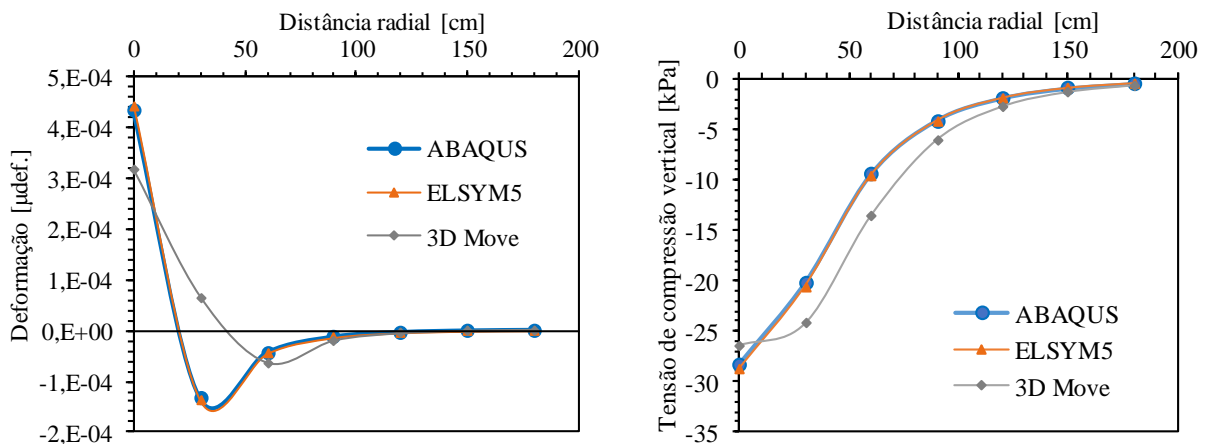 Distância radial [cm]
0 50 100 150 200
5,E-04
4,E-04
3,E-04
2,E-04
1,E-04
0,E+00
-1,E-04
-2,E-04
Deformação [μdef.]
ABAQUS
ELSYM5
3D Move
Distância radial [cm]
0 50 100 150 200
0
-5
-10
-15
-20
-25
-30
-35
Tensão de compressão vertical [kPa]
ABAQUS
ELSYM5
3D Move